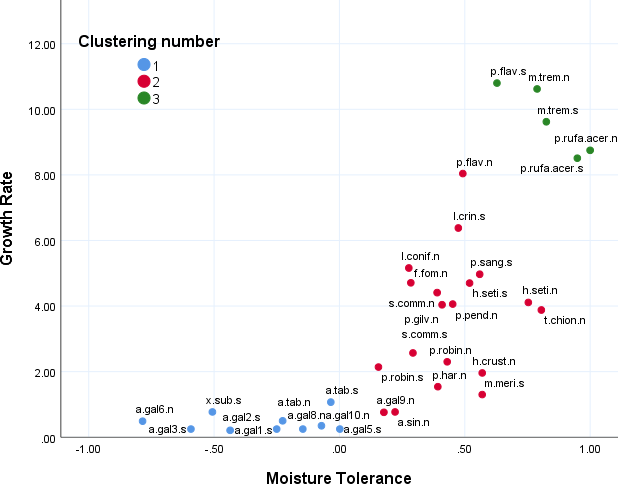 Clustering number
1
2
3
12.00
10.00
8.00
6.00
4.00
2.00
.00
Growth Rate
p.flav.s
m.trem.n
m.trem.s
p.rufa.acer.n
p.rufa.acer.s
p.flav.n
l.crin.s
l.conif.n
f.fom.n
p.sang.s
h.seti.s
h.seti.n
s.comm.n
p.gilv.n
p.pend.n
t.chion.n
s.comm.s
p.robin.n
h.crust.n
p.robin.s
p.har.n
m.meri.s
a.tab.s
x.sub.s
a.tab.n
a.gal9.n
a.gal6.n
a.gal2.s
a.gal8.n
a.gal10.n
a.sin.n
a.gal3.s
a.gal1.s
a.gal5.s
-1.00
-.50
.00
.50
1.00
Moisture Tolerance